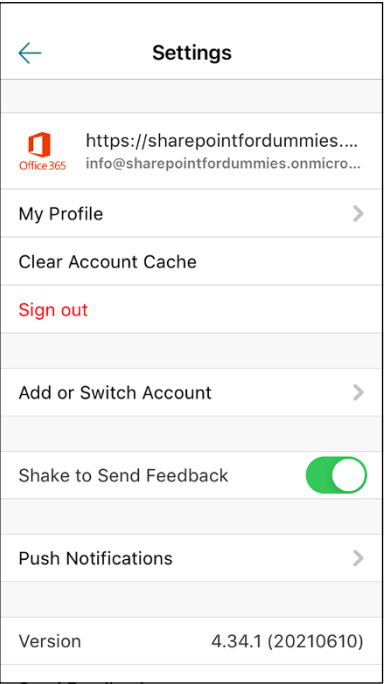 Settings
Office 365
https://sharepointfordummies....
info@sharepointfordummies.onmicro...
My Profile
Clear Account Cache
Sign out
Add or Switch Account
Shake to Send Feedback
Push Notifications
Version 4.34.1 (20210610)